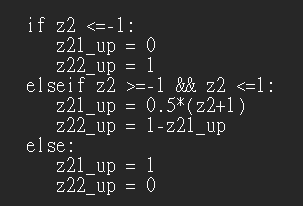 if z2 <=-1:
z21_up = 0
z22_up = 1
elseif z2 >=-1 && z2 <=1:
z21_up = 0.5*(z2+1)
z22_up = 1-z21_up
else:
z21_up = 1
z22_up = 0